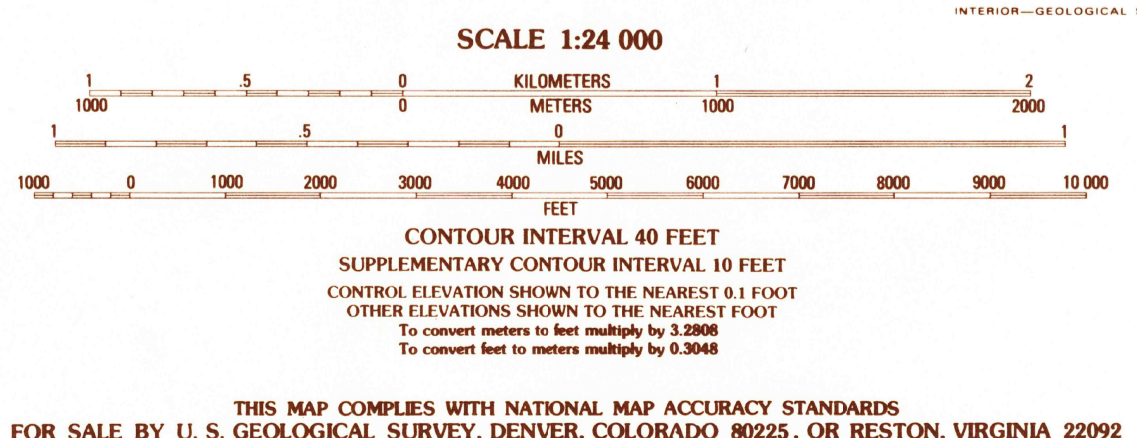 INTERIOR—GEOLOGICAL
SCALE 1:24 000
1 .5 0 KILOMETERS 1 2
1000 0 METERS 1000 2000
1 .5 0 1
MILES
1000 0 1000 2000 3000 4000 5000 6000 7000 8000 9000 10 000
FEET
CONTOUR INTERVAL 40 FEET
SUPPLEMENTARY CONTOUR INTERVAL 10 FEET
CONTROL ELEVATION SHOWN TO THE NEAREST 0.1 FOOT
OTHER ELEVATIONS SHOWN TO THE NEAREST FOOT
To convert meters to feet multiply by 3.2808
To convert feet to meters multiply by 0.3048
THIS MAP COMPLIES WITH NATIONAL MAP ACCURACY STANDARDS
FOR SALE BY U. S. GEOLOGICAL SURVEY, DENVER, COLORADO 80225, OR RESTON, VIRGINIA 22092